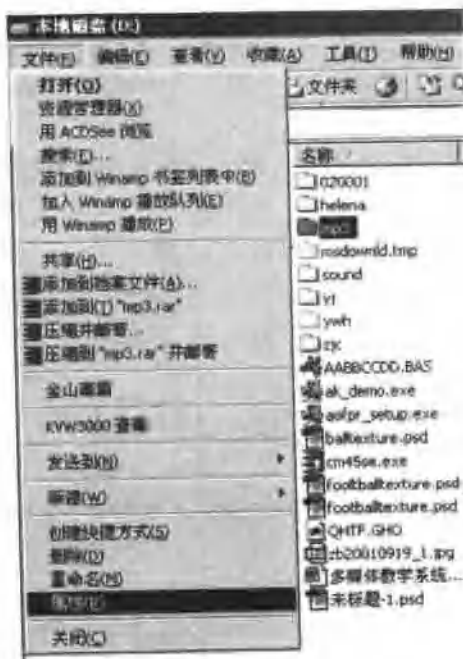 本地磁盘 (D:)
文件(F) 编辑(E) 查看(V) 收藏(A) 工具(T) 帮助(H)
打开(O)
资源管理器(X)
用 ACDSee 浏览
搜索(E)...
添加到 Winamp 书签列表中(B)
加入 Winamp 播放队列(E)
用 Winamp 播放(P)
共享(H)...
添加到档案文件(A)...
添加到(T) "mp3.rar"
压缩并邮寄...
压缩到 "mp3.rar" 并邮寄
金山毒霸
KVW3000 查毒
发送到(N)
新建(W)
创建快捷方式(S)
删除(D)
重命名(M)
属性(R)
关闭(C)
文件夹
名称
020001
helena
mp3
msdownld.tmp
sound
ywh
AABBCCDD.BAS
ak_demo.exe
aofpr_setup.exe
balltexture.psd
cm45se.exe
footballtexture.psd
footballtexture.psd
QHTF.GHO
zb20010919_1.jpg
多媒体教学系统...
未标题-1.psd